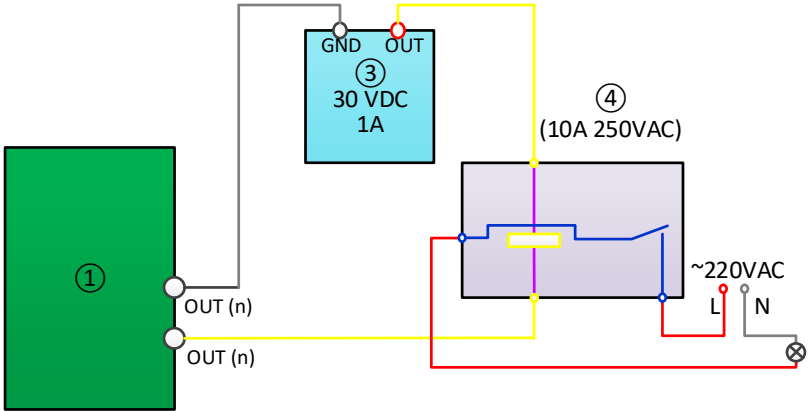 GND OUT
③
30 VDC
1A
④
(10A 250VAC)
①
~220VAC
L N
OUT (n)
OUT (n)